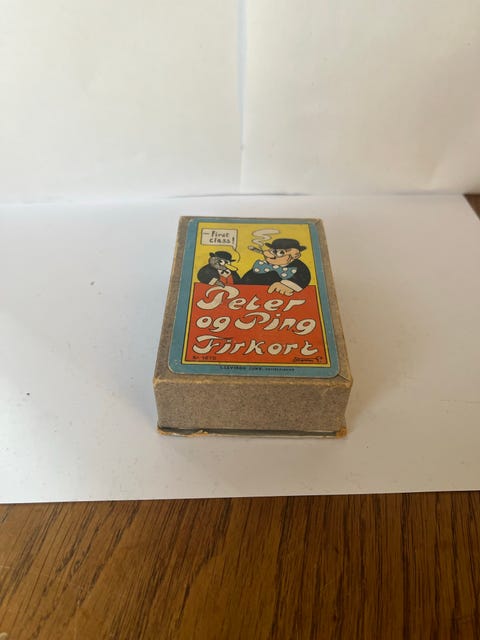 — First
class!
Peter
og Ping
Firkort